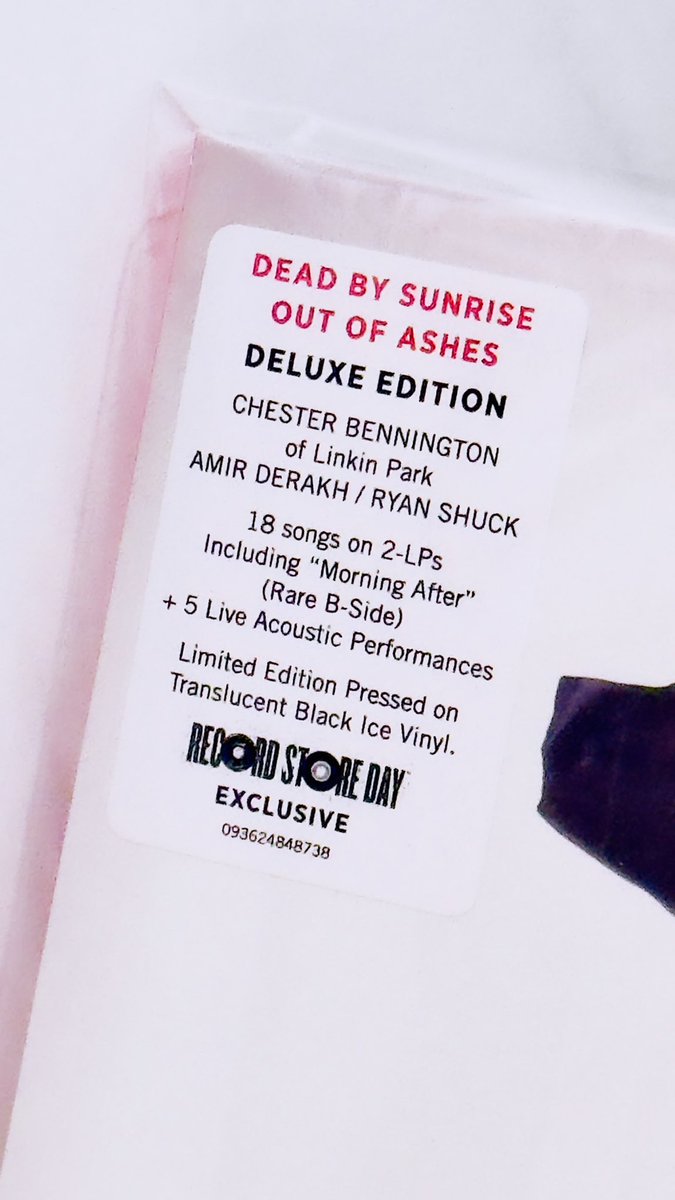 DEAD BY SUNRISE
OUT OF ASHES
DELUXE EDITION
CHESTER BENNINGTON
of Linkin Park
AMIR DERAKH / RYAN SHUCK
18 songs on 2-LPs
Including “Morning After”
(Rare B-Side)
+ 5 Live Acoustic Performances
Limited Edition Pressed on
Translucent Black Ice Vinyl.
RECORD STORE DAY
EXCLUSIVE
093624848738